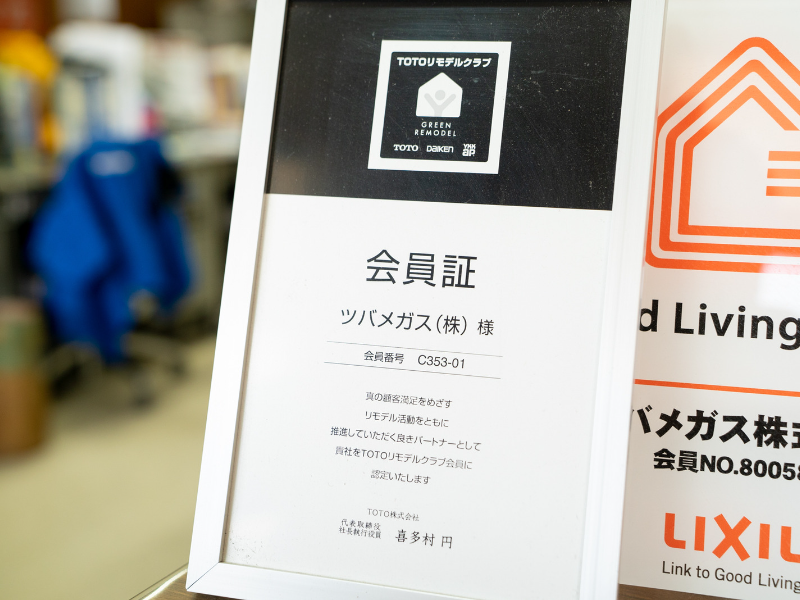 TOTOリモデルクラブ
GREEN
REMODEL
TOTO DAIKEN YKK ap
会員証
ツバメガス(株) 様
会員番号 C353-01
真の顧客満足をめざす
リモデル活動をともに
推進していただく良きパートナーとして
貴社をTOTOリモデルクラブ会員に
認定いたします
TOTO株式会社
代表取締役
社長執行役員 喜多村 円
d Living
バメガス株式
会員NO.80058
LIXIL
Link to Good Living